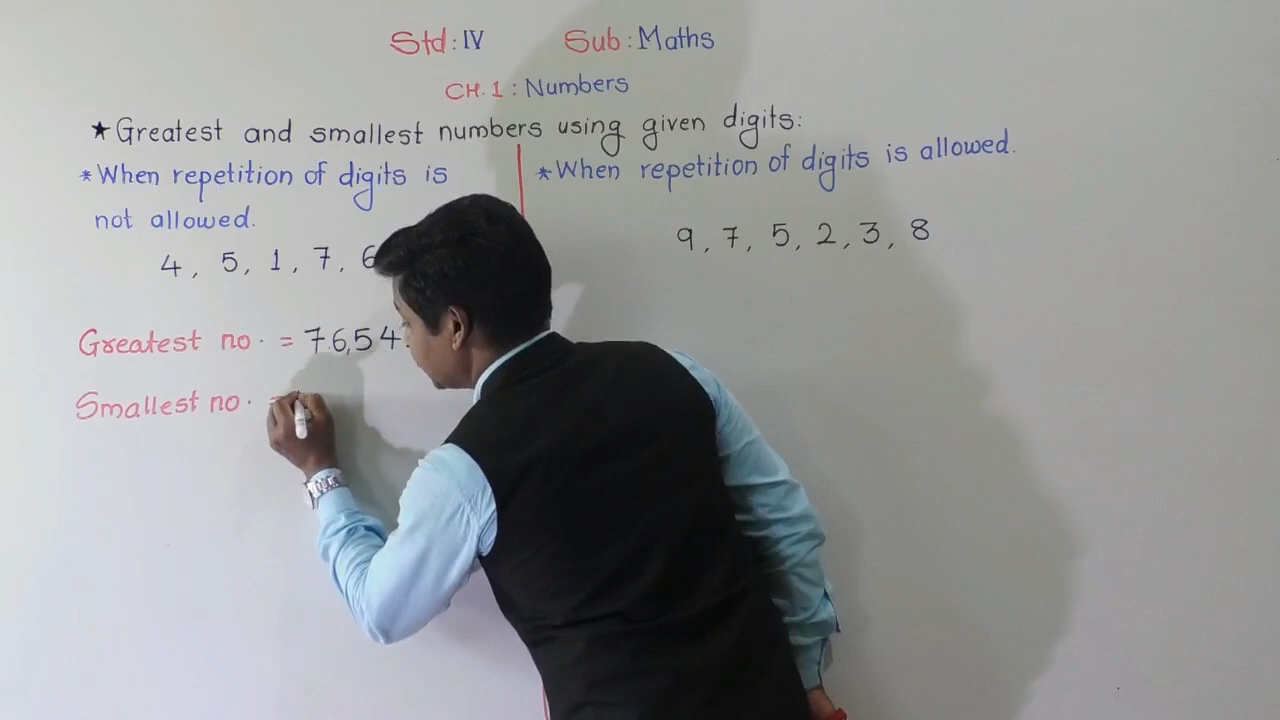 Std : IV Sub : Maths
CH. 1 : Numbers
★ Greatest and smallest numbers using given digits:
* When repetition of digits is
not allowed.
4, 5, 1, 7, 6
Greatest no. = 76,54
Smallest no. =
* When repetition of digits is allowed.
9, 7, 5, 2, 3, 8